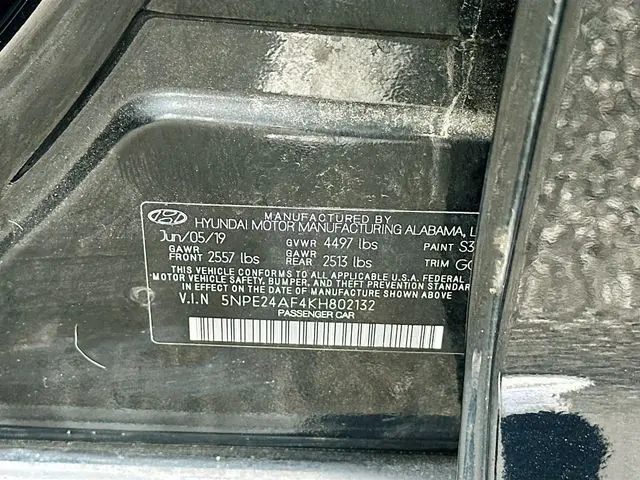 MANUFACTURED BY
HYUNDAI MOTOR MANUFACTURING ALABAMA, L
Jun/05/19 GVWR 4497 lbs PAINT S3
GAWR GAWR
FRONT 2557 lbs REAR 2513 lbs TRIM
THIS VEHICLE CONFORMS TO ALL APPLICABLE U.S.A. FEDERAL
MOTOR VEHICLE SAFETY, BUMPER, AND THEFT PREVENTION STANDAR
IN EFFECT ON THE DATE OF MANUFACTURE SHOWN ABOVE.
V.I.N 5NPE24AF4KH802132
PASSENGER CAR